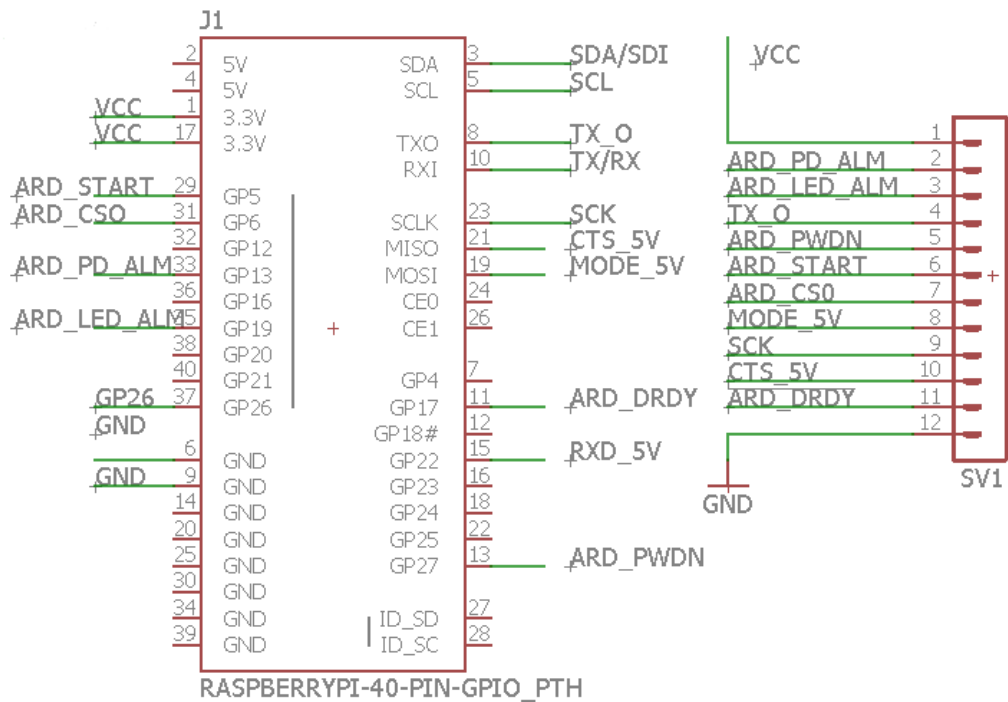 J1
2 5V SDA 3 SDA/SDI
4 5V SCL 5 SCL
VCC 1 3.3V
VCC 17 3.3V TXO 8 TX_O
RXI 10 TX/RX
ARD_START 29 GP5
ARD_CSO 31 GP6 SCLK 23 SCK
32 GP12 MISO 21 CTS_5V
ARD_PD_ALM 33 GP13 MOSI 19 MODE_5V
36 GP16 CE0 24
ARD_LED_ALM 35 GP19 CE1 26
38 GP20
40 GP21 GP4 7
GP26 37 GP26 GP17 11 ARD_DRDY
GND GP18# 12
6 GND GP22 15 RXD_5V
GND 9 GND GP23 16
14 GND GP24 18
20 GND GP25 22
25 GND GP27 13 ARD_PWDN
30 GND
34 GND ID_SD 27
39 GND ID_SC 28
RASPBERRYPI-40-PIN-GPIO_PTH
VCC
1
ARD_PD_ALM 2
ARD_LED_ALM 3
TX_O 4
ARD_PWDN 5
ARD_START 6
ARD_CS0 7
MODE_5V 8
SCK 9
CTS_5V 10
ARD_DRDY 11
12
SV1
GND